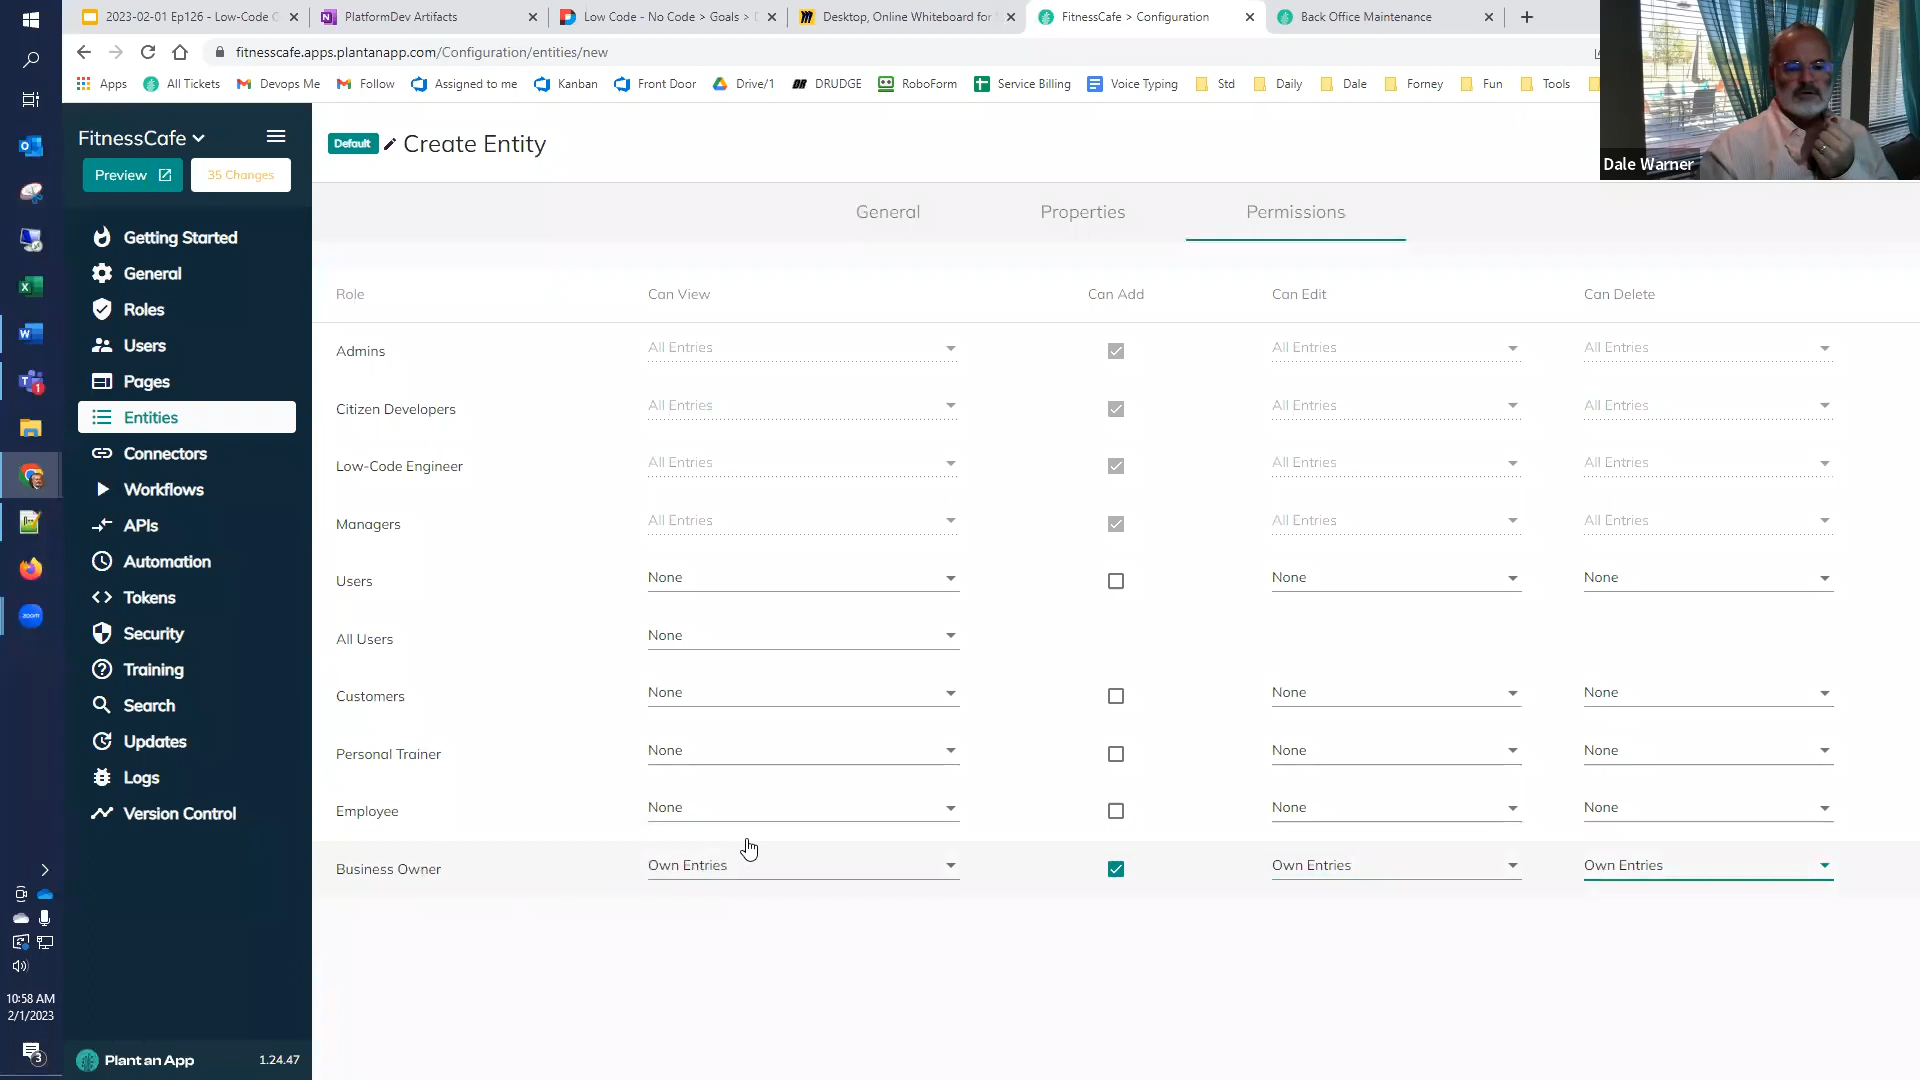 2023-02-01 Ep126 - Low-Code C
PlatformDev Artifacts
Low Code - No Code > Goals > D
Desktop, Online Whiteboard for
FitnessCafe > Configuration
Back Office Maintenance
fitnesscafe.apps.plantanapp.com/Configuration/entities/new
Apps
All Tickets
Devops Me
Follow
Assigned to me
Kanban
Front Door
Drive/1
DRUDGE
RoboForm
Service Billing
Voice Typing
Std
Daily
Dale
Forney
Fun
Tools
Dale Warner
FitnessCafe
Preview
35 Changes
Getting Started
General
Roles
Users
Pages
Entities
Connectors
Workflows
APIs
Automation
Tokens
Security
Training
Search
Updates
Logs
Version Control
Plant an App
1.24.47
Default
Create Entity
General
Properties
Permissions
Role
Can View
Can Add
Can Edit
Can Delete
Admins
All Entries
All Entries
All Entries
Citizen Developers
All Entries
All Entries
All Entries
Low-Code Engineer
All Entries
All Entries
All Entries
Managers
All Entries
All Entries
All Entries
Users
None
None
None
All Users
None
Customers
None
None
None
Personal Trainer
None
None
None
Employee
None
None
None
Business Owner
Own Entries
Own Entries
Own Entries
zoom
10:58 AM
2/1/2023
3